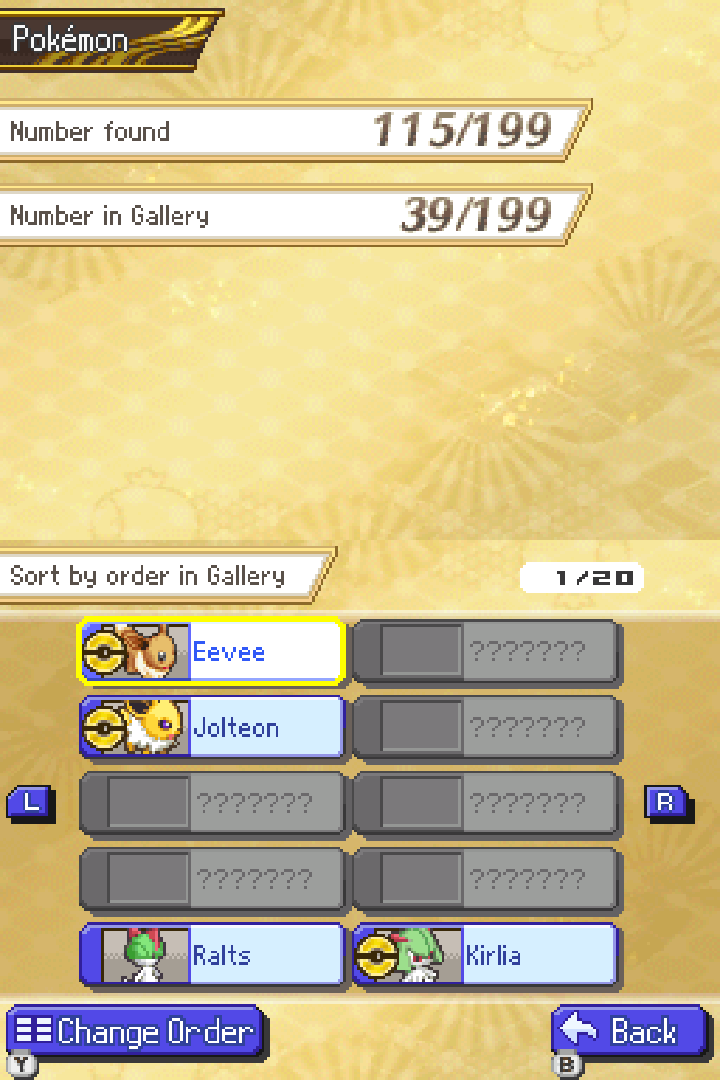 Pokémon
Number found 115/199
Number in Gallery 39/199
Sort by order in Gallery 1/20
Eevee ???????
Jolteon ???????
??????? ???????
??????? ???????
L R
Ralts Kirlia
Change Order Back
Y B